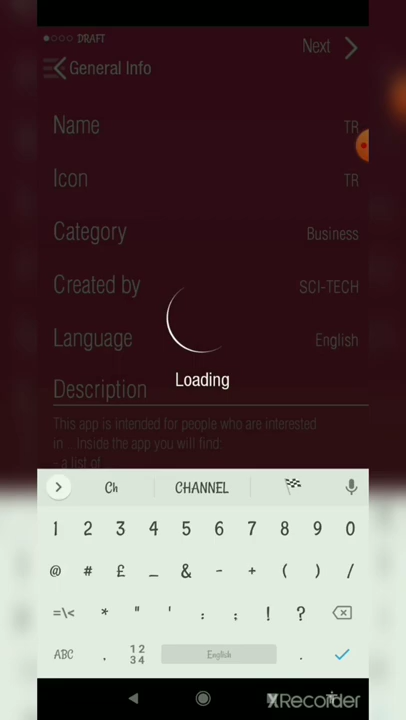 DRAFT
Next
General Info
Name TR
Icon TR
Category Business
Created by SCI-TECH
Language English
Loading
Description
This app is intended for people who are interested
in... Inside the app you will find:
- a list of
Ch CHANNEL
1 2 3 4 5 6 7 8 9 0
@ # £ _ & - + ( ) /
=\< * " ' : ; ! ?
ABC , 12 34 English .
XRecorder